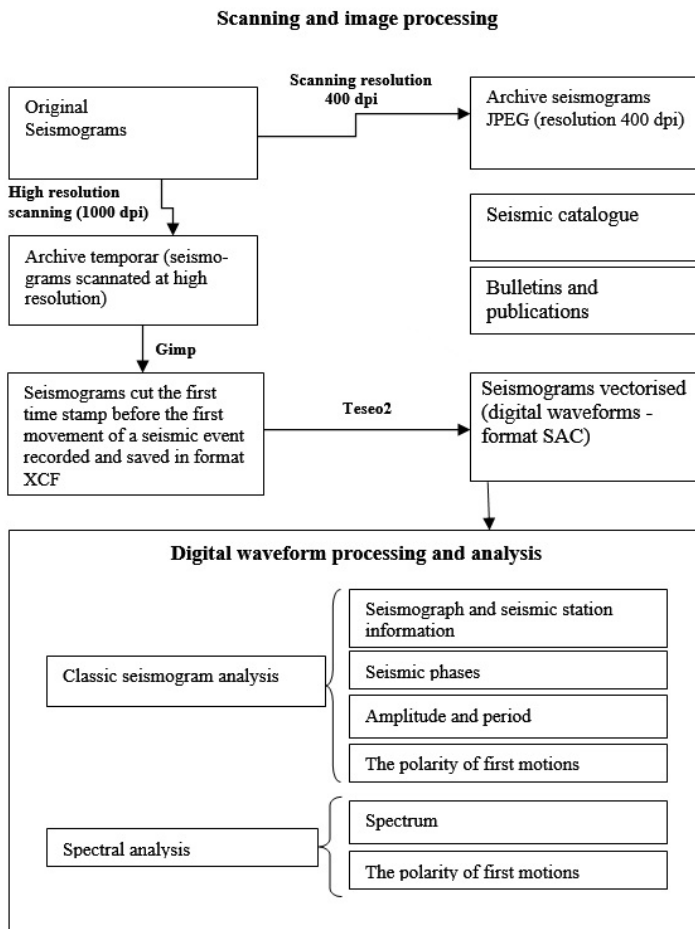 Scanning and image processing
Scanning resolution
400 dpi
Original
Seismograms
Archive seismograms
JPEG (resolution 400 dpi)
High resolution
scanning (1000 dpi)
Seismic catalogue
Archive temporar (seismo-
grams scannated at high
resolution)
Bulletins and
publications
Gimp
Seismograms cut the first
time stamp before the first
movement of a seismic event
recorded and saved in format
XCF
Teseo2
Seismograms vectorised
(digital waveforms -
format SAC)
Digital waveform processing and analysis
Classic seismogram analysis
Seismograph and seismic station
information
Seismic phases
Amplitude and period
The polarity of first motions
Spectral analysis
Spectrum
The polarity of first motions